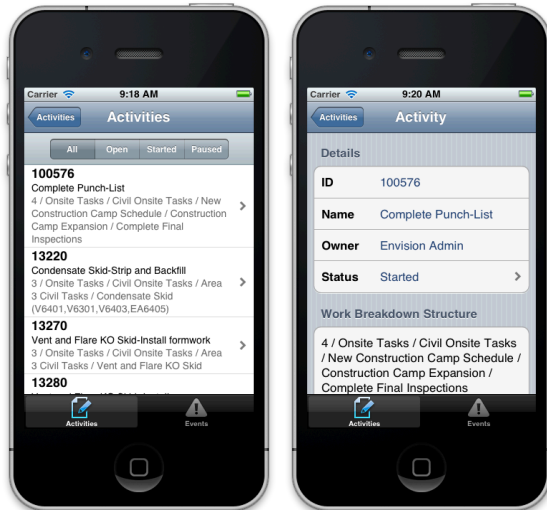 Carrier 9:18 AM
Activities Activities
All Open Started Paused
100576
Complete Punch-List
4 / Onsite Tasks / Civil Onsite Tasks / New
Construction Camp Schedule / Construction
Camp Expansion / Complete Final
Inspections
13220
Condensate Skid-Strip and Backfill
3 / Onsite Tasks / Civil Onsite Tasks / Area
3 Civil Tasks / Condensate Skid
(V6401,V6301,V6403,EA6405)
13270
Vent and Flare KO Skid-Install formwork
3 / Onsite Tasks / Civil Onsite Tasks / Area
3 Civil Tasks / Vent and Flare KO Skid
13280
Activities Events
Carrier 9:20 AM
Activities Activity
Details
ID 100576
Name Complete Punch-List
Owner Envision Admin
Status Started
Work Breakdown Structure
4 / Onsite Tasks / Civil Onsite Tasks
/ New Construction Camp Schedule /
Construction Camp Expansion /
Complete Final Inspections
Activities Events